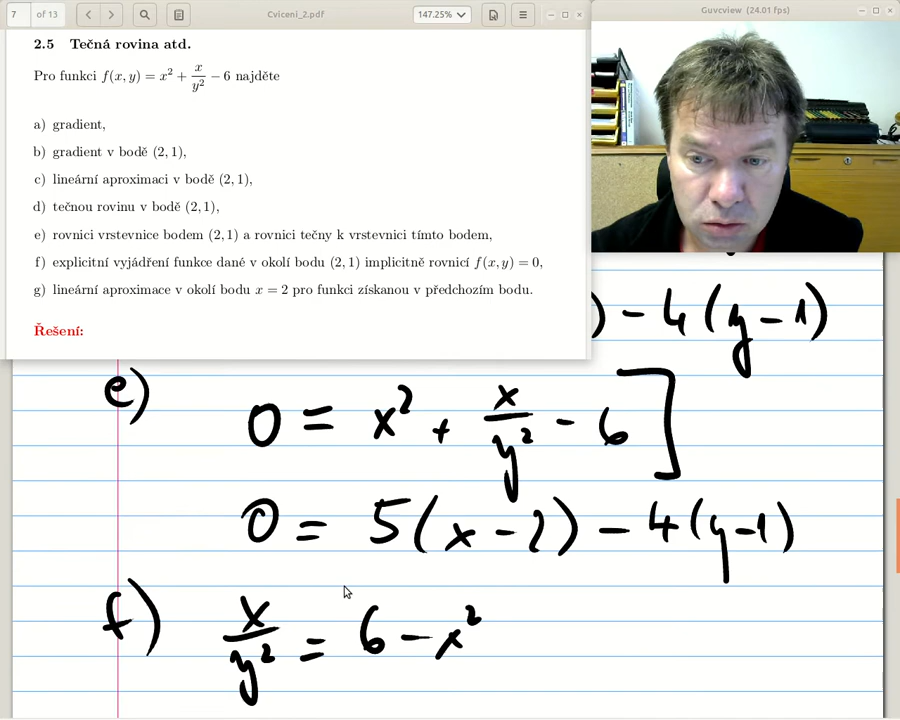 7 of 13 Cviceni_2.pdf 147.25%
Guvcview (24.01 fps)
2.5 Tečná rovina atd.
Pro funkci f(x, y) = x² + x/y² − 6 najděte
a) gradient,
b) gradient v bodě (2, 1),
c) lineární aproximaci v bodě (2, 1),
d) tečnou rovinu v bodě (2, 1),
e) rovnici vrstevnice bodem (2, 1) a rovnici tečny k vrstevnici tímto bodem,
f) explicitní vyjádření funkce dané v okolí bodu (2, 1) implicitně rovnicí f(x, y) = 0,
g) lineární aproximace v okolí bodu x = 2 pro funkci získanou v předchozím bodu.
Řešení:
) − 4 (y − 1)
e) 0 = x² + x/y² − 6 ]
0 = 5 (x − 2) − 4 (y − 1)
f) x/y² = 6 − x²